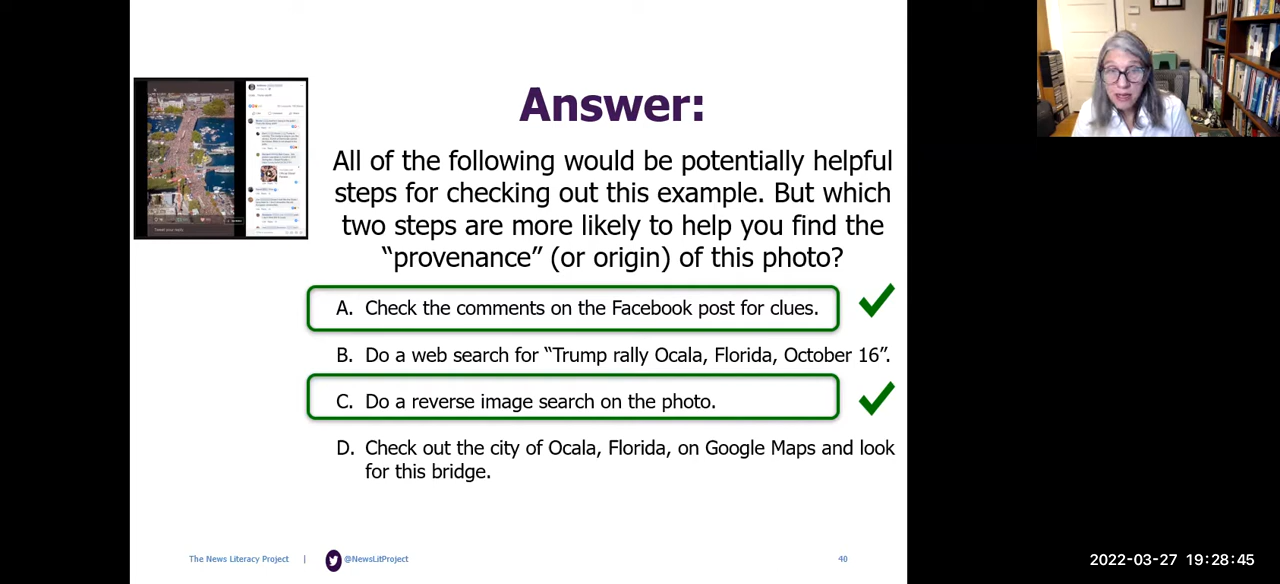 Answer:
All of the following would be potentially helpful
steps for checking out this example. But which
two steps are more likely to help you find the
“provenance” (or origin) of this photo?
A. Check the comments on the Facebook post for clues.
B. Do a web search for “Trump rally Ocala, Florida, October 16”.
C. Do a reverse image search on the photo.
D. Check out the city of Ocala, Florida, on Google Maps and look
for this bridge.
Tweet your reply
The News Literacy Project | @NewsLitProject 40
2022-03-27 19:28:45